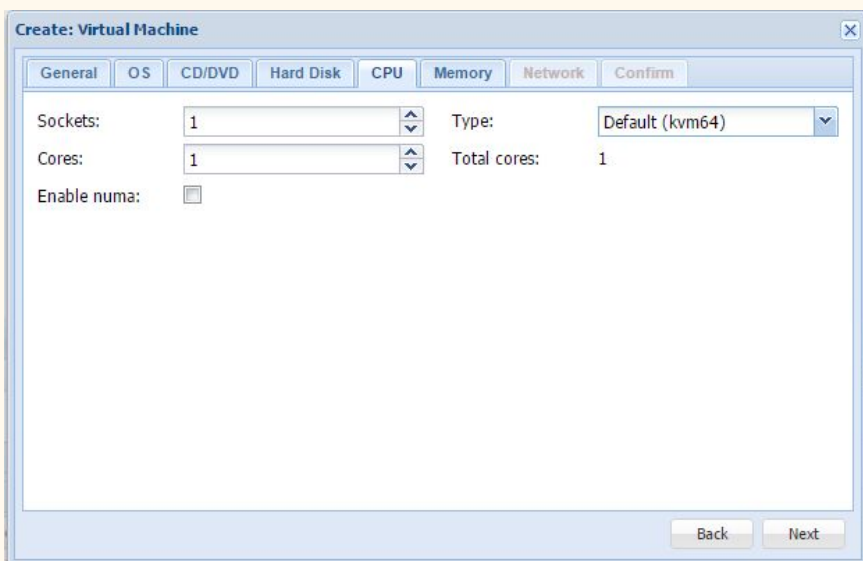 Create: Virtual Machine
General OS CD/DVD Hard Disk CPU Memory Network Confirm
Sockets: 1 Type: Default (kvm64)
Cores: 1 Total cores: 1
Enable numa:
Back Next